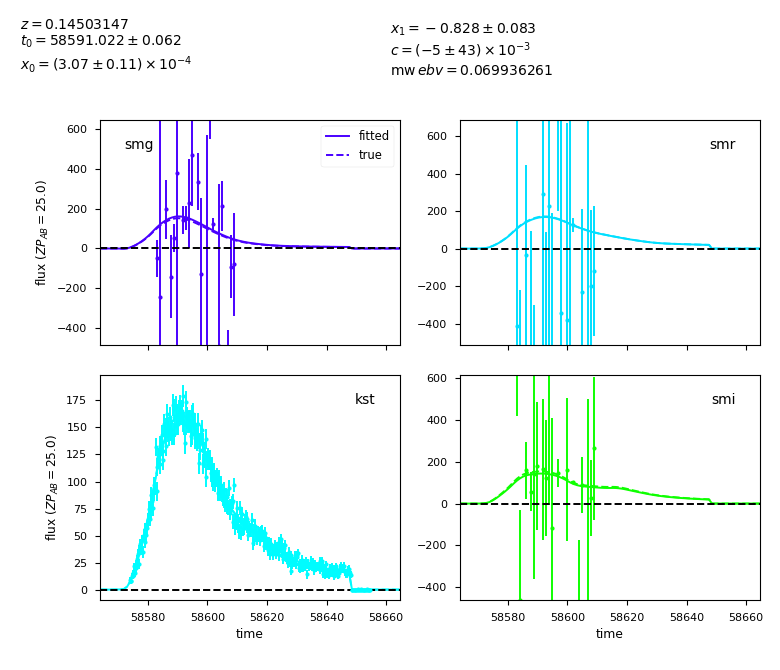 z = 0.14503147
t₀ = 58591.022 ± 0.062
x₀ = (3.07 ± 0.11) × 10⁻⁴
x₁ = −0.828 ± 0.083
c = (−5 ± 43) × 10⁻³
mw ebv = 0.069936261
600
400
200
0
−200
−400
flux (ZP_AB = 25.0)
smg
fitted
true
600
400
200
0
−200
−400
smr
175
150
125
100
75
50
25
0
flux (ZP_AB = 25.0)
kst
58580 58600 58620 58640 58660
time
600
400
200
0
−200
−400
smi
58580 58600 58620 58640 58660
time